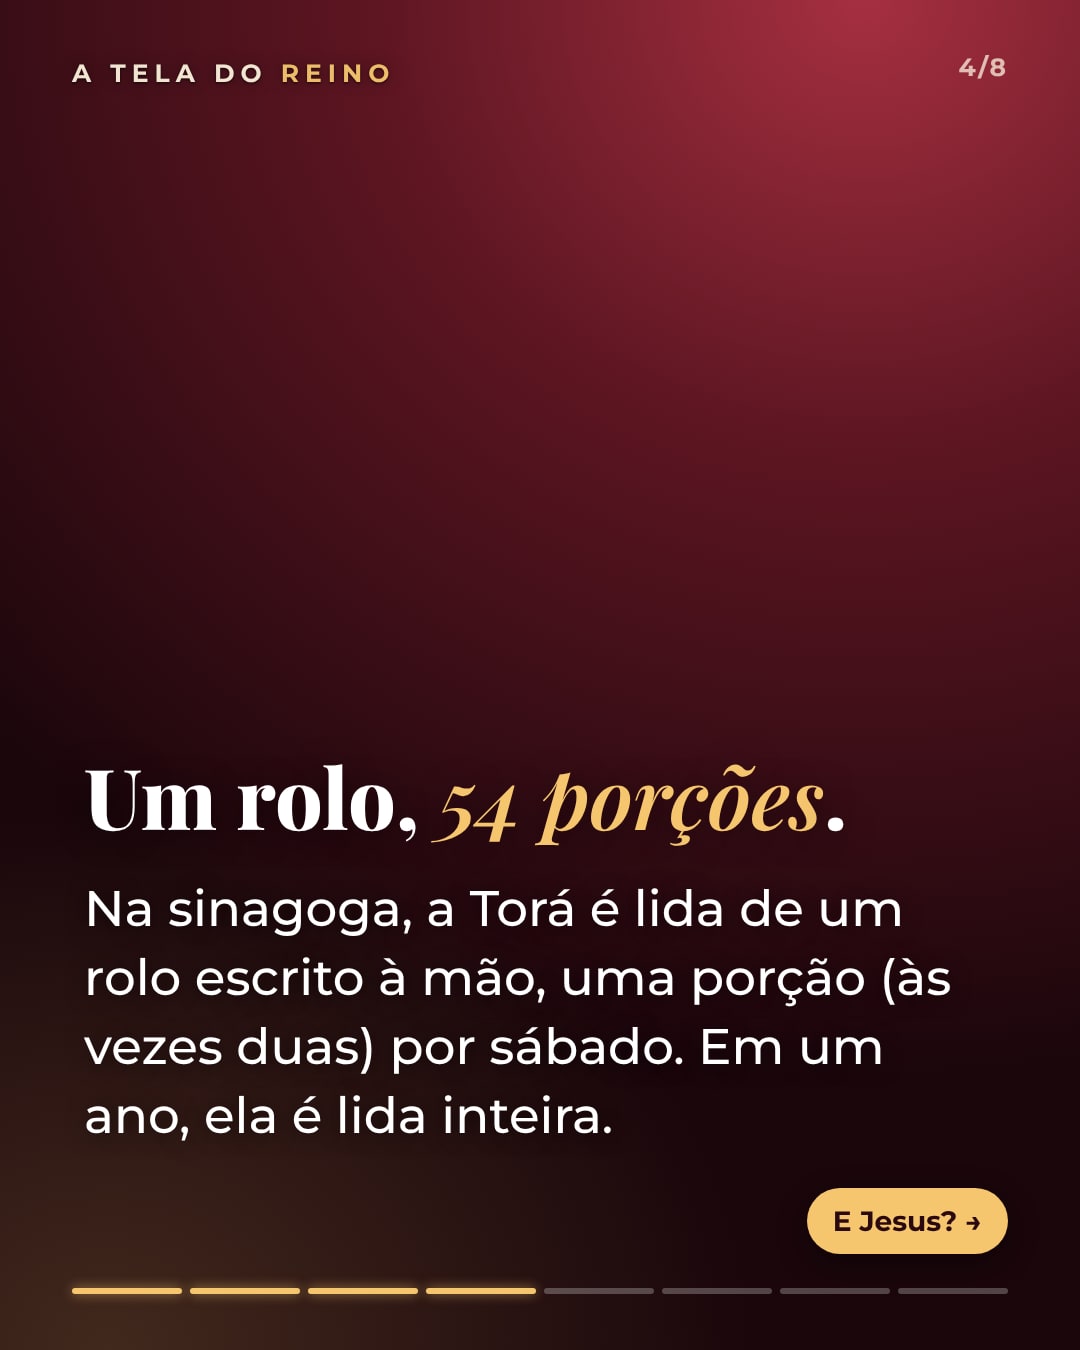 A TELA DO REINO
4/8
Um rolo, 54 porções.
Na sinagoga, a Torá é lida de um
rolo escrito à mão, uma porção (às
vezes duas) por sábado. Em um
ano, ela é lida inteira.
E Jesus? →